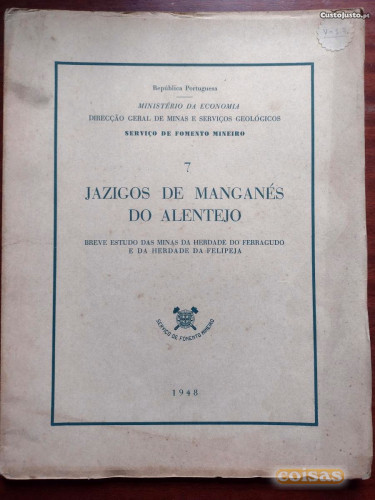 CustoJusto.pt
República Portuguesa
MINISTÉRIO DA ECONOMIA
DIRECÇÃO GERAL DE MINAS E SERVIÇOS GEOLÓGICOS
SERVIÇO DE FOMENTO MINEIRO
7
JAZIGOS DE MANGANÉS
DO ALENTEJO
BREVE ESTUDO DAS MINAS DA HERDADE DO FERRAGUDO
E DA HERDADE DA FELIPEJA
SERVIÇO DE FOMENTO MINEIRO
1948
coisas